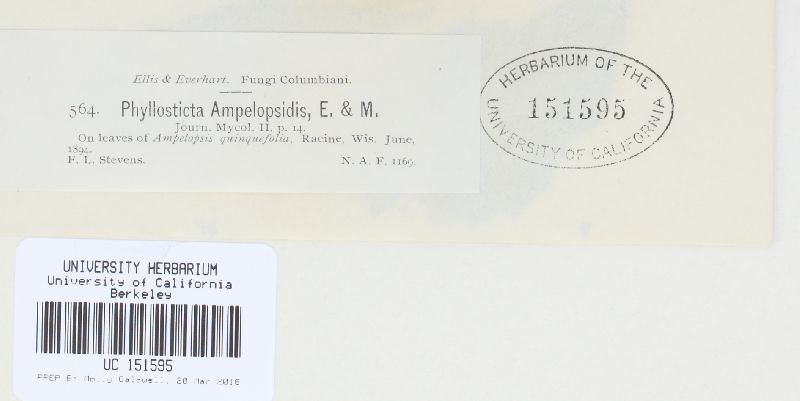 Ellis & Everhart. Fungi Columbiani.
564. Phyllosticta Ampelopsidis, E. & M.
Journ. Mycol. II, p. 14.
On leaves of Ampelopsis quinquefolia, Racine, Wis. June,
1894.
F. L. Stevens. N. A. F. 1169.
HERBARIUM OF THE
151595
UNIVERSITY OF CALIFORNIA
UNIVERSITY HERBARIUM
University of California
Berkeley
UC 151595
PREP BY Molly Caldwell, 20 Mar 2018